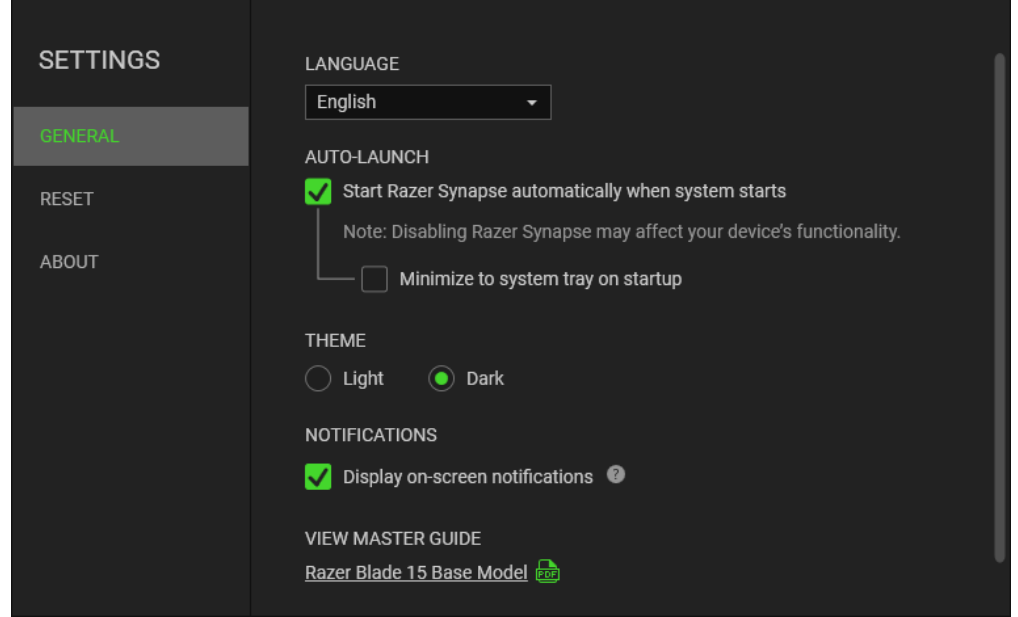 SETTINGS
GENERAL
RESET
ABOUT
LANGUAGE
English
AUTO-LAUNCH
Start Razer Synapse automatically when system starts
Note: Disabling Razer Synapse may affect your device's functionality.
Minimize to system tray on startup
THEME
Light
Dark
NOTIFICATIONS
Display on-screen notifications ?
VIEW MASTER GUIDE
Razer Blade 15 Base Model PDF